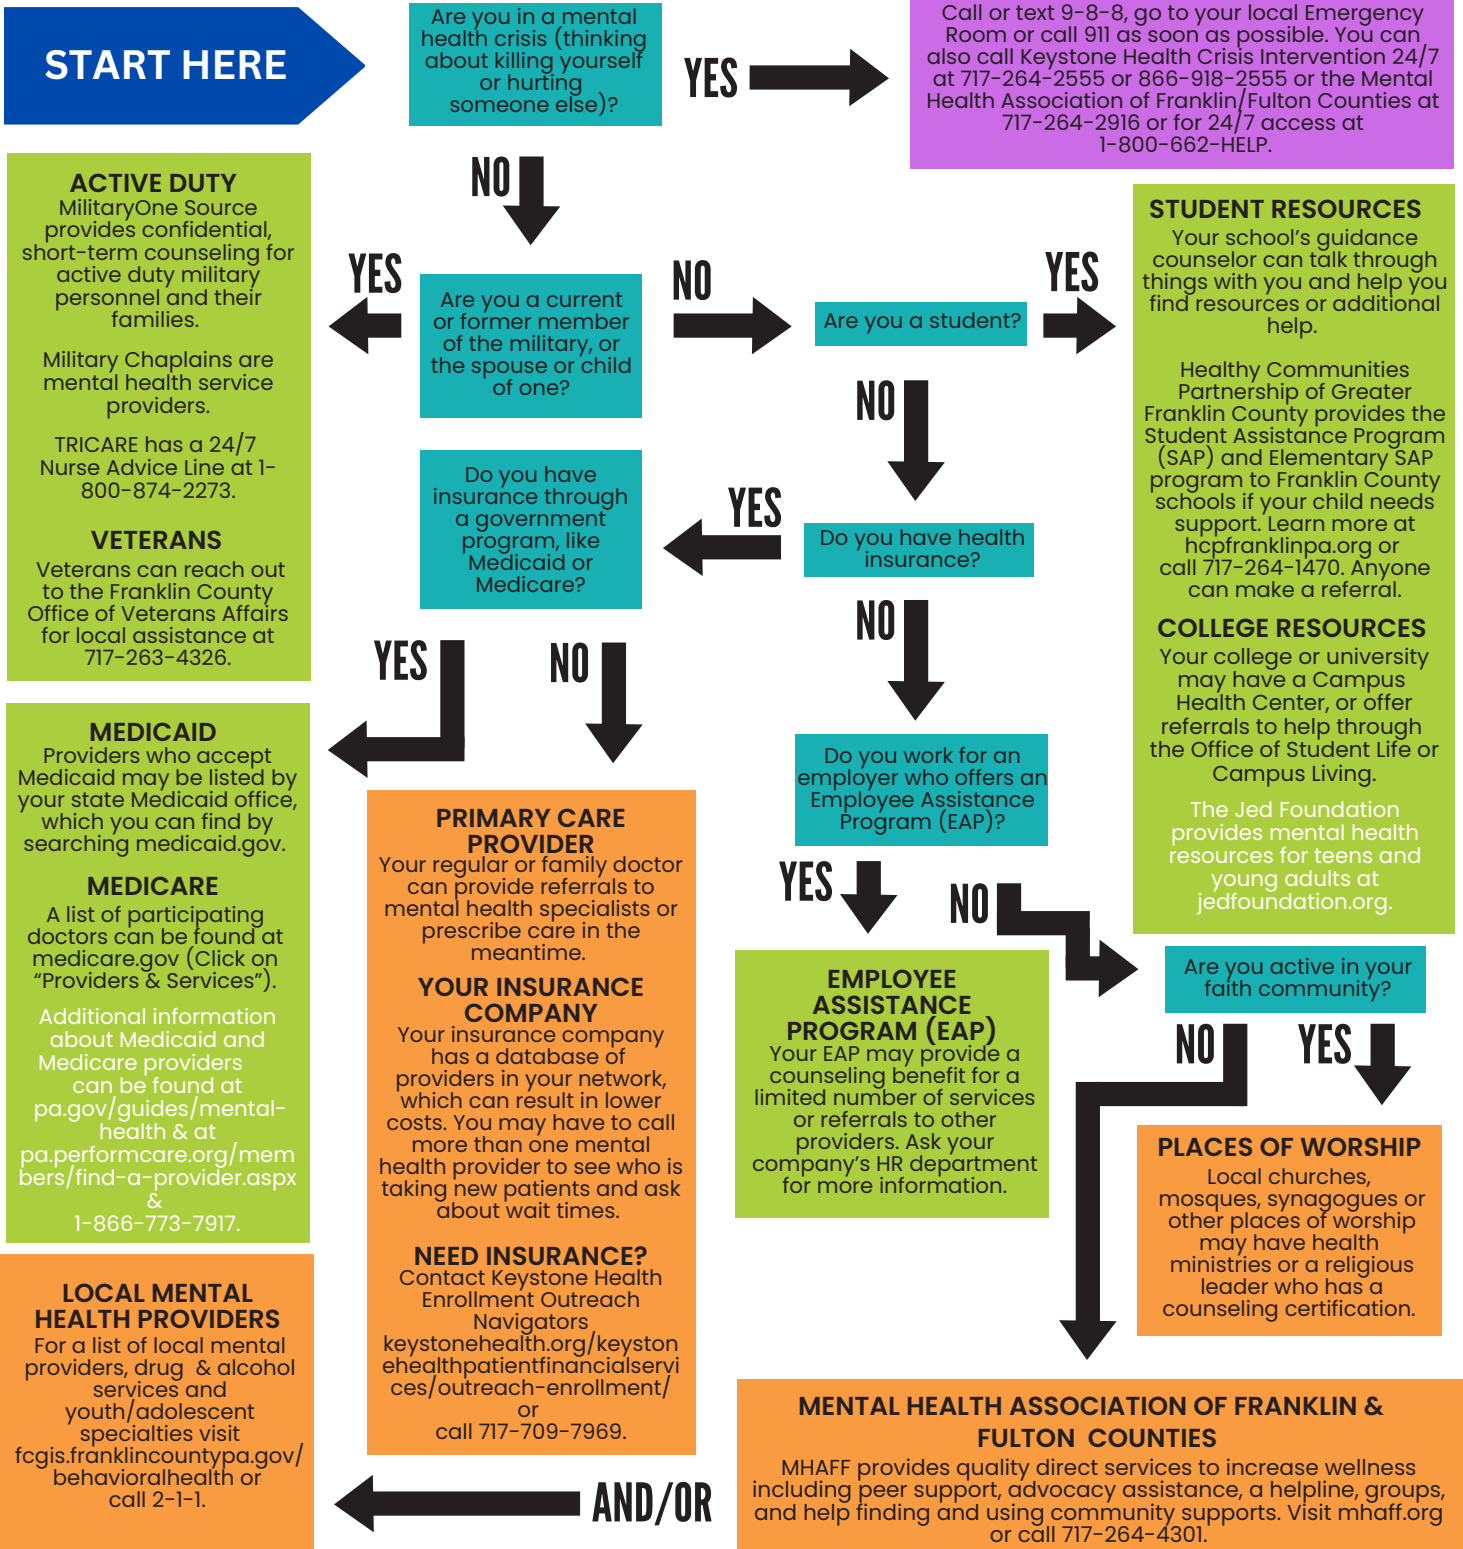 START HERE
Are you in a mental
health crisis (thinking
about killing yourself
or hurting
someone else)?
YES
Call or text 9-8-8, go to your local Emergency
Room or call 911 as soon as possible. You can
also call Keystone Health Crisis Intervention 24/7
at 717-264-2555 or 866-918-2555 or the Mental
Health Association of Franklin/Fulton Counties at
717-264-2916 or for 24/7 access at
1-800-662-HELP.
NO
ACTIVE DUTY
MilitaryOne Source
provides confidential,
short-term counseling for
active duty military
personnel and their
families.
Military Chaplains are
mental health service
providers.
TRICARE has a 24/7
Nurse Advice Line at 1-
800-874-2273.
VETERANS
Veterans can reach out
to the Franklin County
Office of Veterans Affairs
for local assistance at
717-263-4326.
YES
Are you a current
or former member
of the military, or
the spouse or child
of one?
NO
Are you a student?
YES
STUDENT RESOURCES
Your school's guidance
counselor can talk through
things with you and help you
find resources or additional
help.
Healthy Communities
Partnership of Greater
Franklin County provides the
Student Assistance Program
(SAP) and Elementary SAP
program to Franklin County
schools if your child needs
support. Learn more at
hcpfranklinpa.org or
call 717-264-1470. Anyone
can make a referral.
COLLEGE RESOURCES
Your college or university
may have a Campus
Health Center, or offer
referrals to help through
the Office of Student Life or
Campus Living.
The Jed Foundation
provides mental health
resources for teens and
young adults at
jedfoundation.org.
NO
Do you have health
insurance?
YES
Do you have
insurance through
a government
program, like
Medicaid or
Medicare?
YES
NO
NO
MEDICAID
Providers who accept
Medicaid may be listed by
your state Medicaid office,
which you can find by
searching medicaid.gov.
MEDICARE
A list of participating
doctors can be found at
medicare.gov (Click on
"Providers & Services").
Additional information
about Medicaid and
Medicare providers
can be found at
pa.gov/guides/mental-
health & at
pa.performcare.org/mem
bers/find-a-provider.aspx
&
1-866-773-7917.
PRIMARY CARE
PROVIDER
Your regular or family doctor
can provide referrals to
mental health specialists or
prescribe care in the
meantime.
YOUR INSURANCE
COMPANY
Your insurance company
has a database of
providers in your network,
which can result in lower
costs. You may have to call
more than one mental
health provider to see who is
taking new patients and ask
about wait times.
NEED INSURANCE?
Contact Keystone Health
Enrollment Outreach
Navigators
keystonehealth.org/keyston
ehealthpatientfinancialservi
ces/outreach-enrollment/
or
call 717-709-7969.
Do you work for an
employer who offers an
Employee Assistance
Program (EAP)?
YES
NO
EMPLOYEE
ASSISTANCE
PROGRAM (EAP)
Your EAP may provide a
counseling benefit for a
limited number of services
or referrals to other
providers. Ask your
company's HR department
for more information.
Are you active in your
faith community?
NO
YES
PLACES OF WORSHIP
Local churches,
mosques, synagogues or
other places of worship
may have health
ministries or a religious
leader who has a
counseling certification.
MENTAL HEALTH ASSOCIATION OF FRANKLIN &
FULTON COUNTIES
MHAFF provides quality direct services to increase wellness
including peer support, advocacy assistance, a helpline, groups,
and help finding and using community supports. Visit mhaff.org
or call 717-264-4301.
AND/OR
LOCAL MENTAL
HEALTH PROVIDERS
For a list of local mental
providers, drug & alcohol
services and
youth/adolescent
specialties visit
fcgis.franklincountypa.gov/
behavioralhealth or
call 2-1-1.